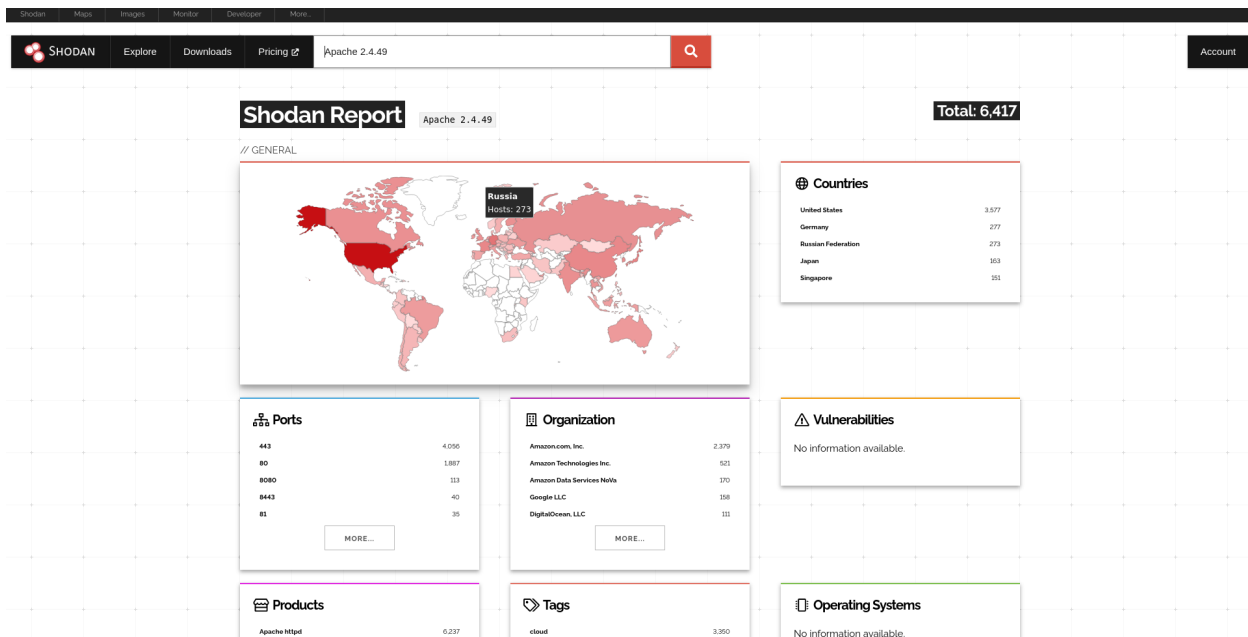 Shodan Maps Images Monitor Developer More...
SHODAN Explore Downloads Pricing Apache 2.4.49 Account
Shodan Report Apache 2.4.49 Total: 6,417
// GENERAL
Russia
Hosts: 273
Countries
United States 3,577
Germany 277
Russian Federation 273
Japan 163
Singapore 151
Ports
443 4,056
80 1,887
8080 113
8443 40
81 35
MORE...
Organization
Amazon.com, Inc. 2,379
Amazon Technologies Inc. 521
Amazon Data Services NoVa 170
Google LLC 158
DigitalOcean, LLC 111
MORE...
Vulnerabilities
No information available.
Products
Apache httpd 6,237
Tags
cloud 3,350
Operating Systems
No information available.